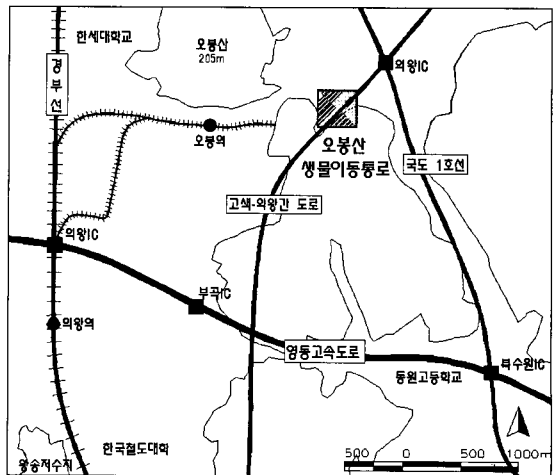 한세대학교
오봉산
205m
경부선
의왕IC
오봉역
오봉산
생물이동통로
국도 1호선
고색-의왕간 도로
의왕IC
부곡IC
의왕역
영동고속도로
동원고등학교
북수원IC
한국철도대학
왕송저수지
500 0 500 1000m